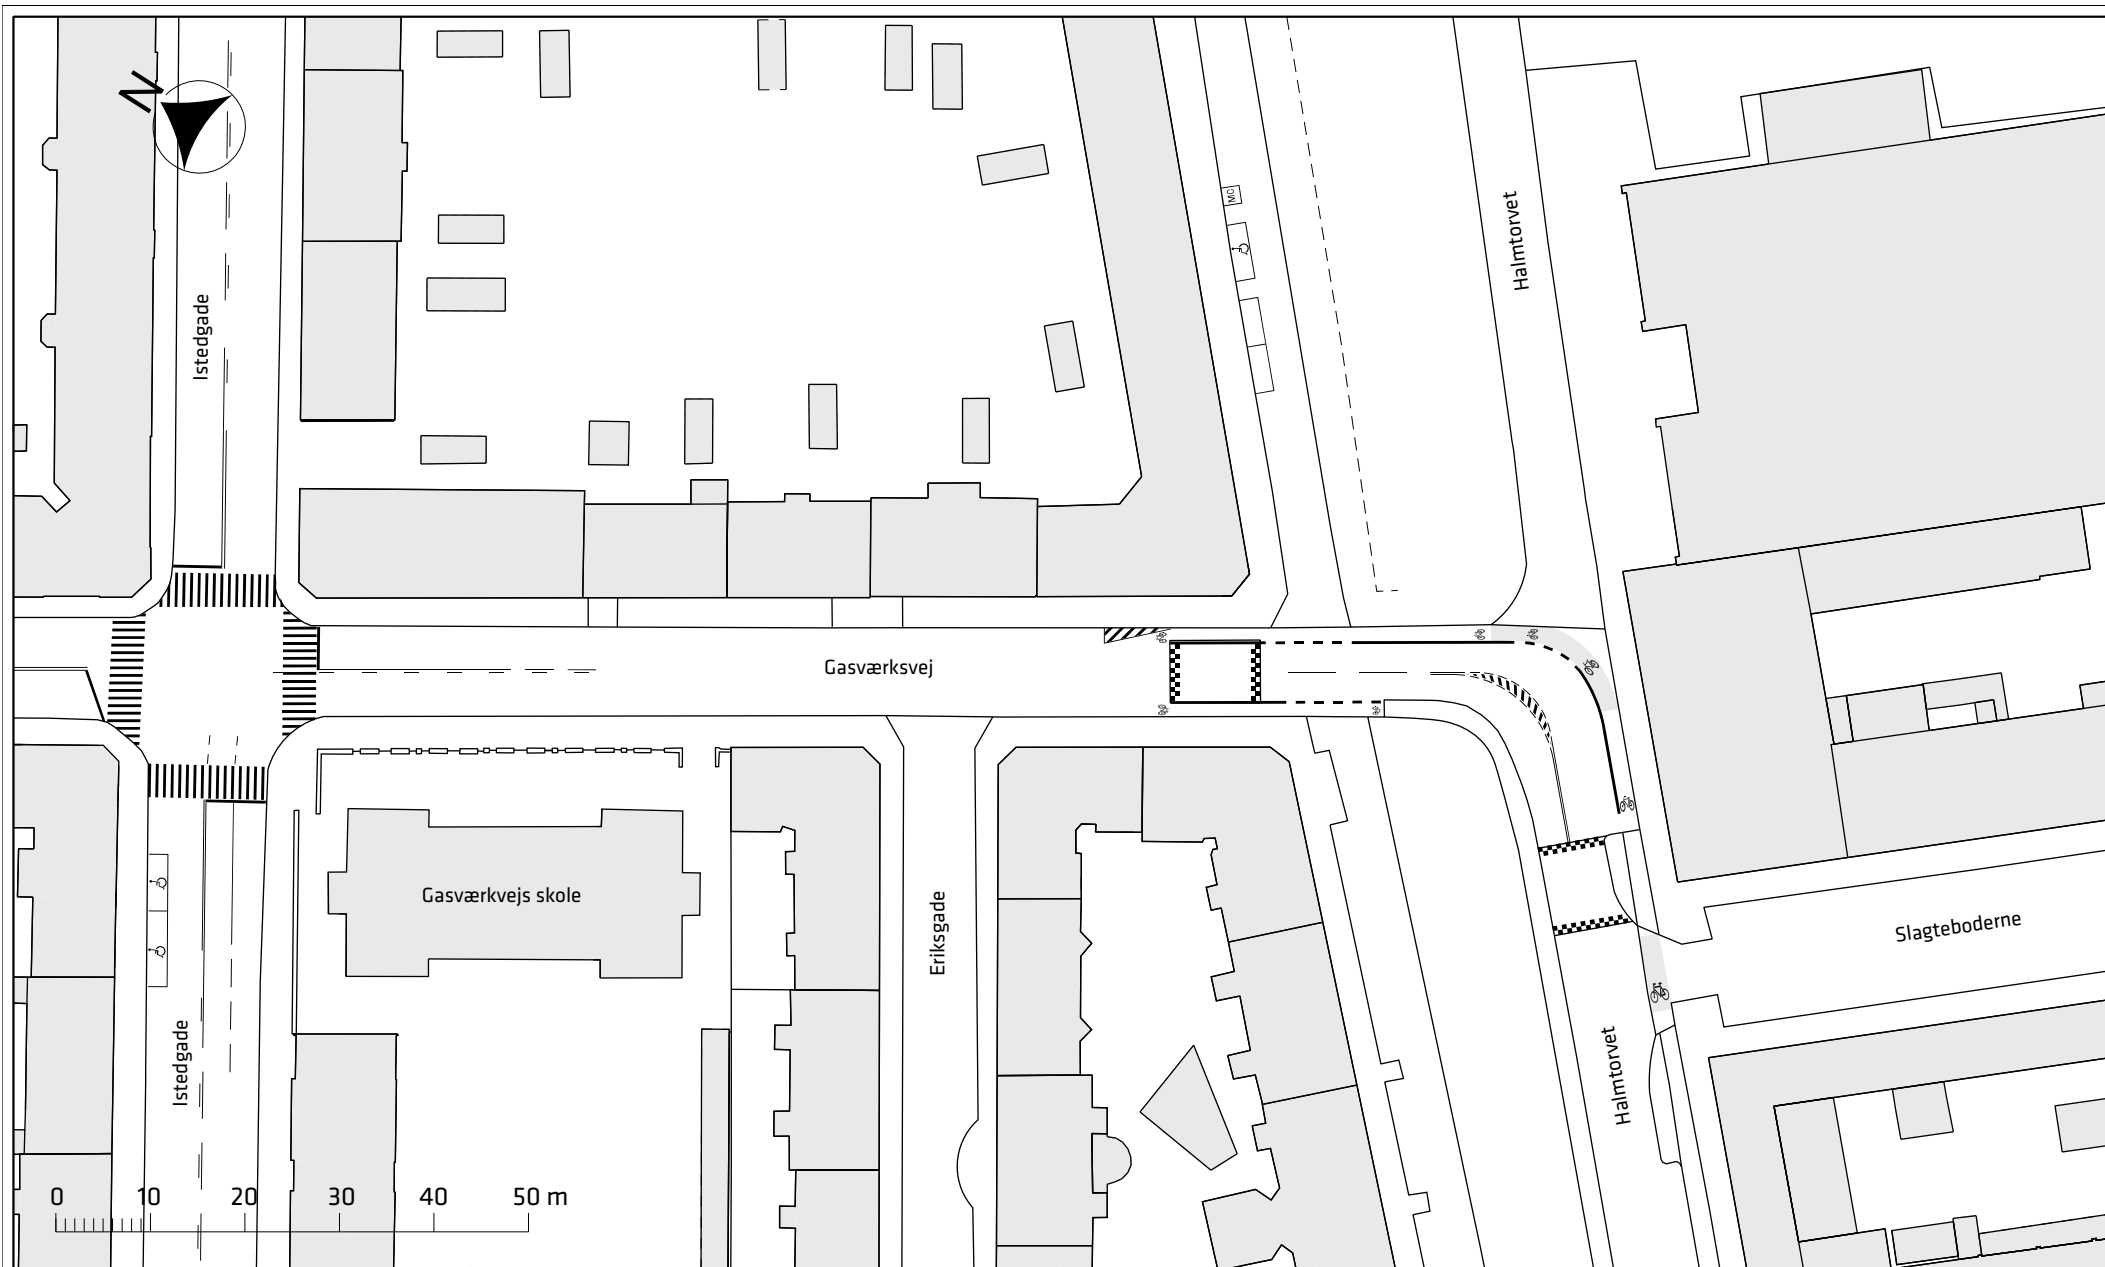 N
MC
Halmtorvet
Istedgade
Gasværksvej
Gasværkvejs skole
Eriksgade
Slagteboderne
Istedgade
Halmtorvet
0 10 20 30 40 50 m